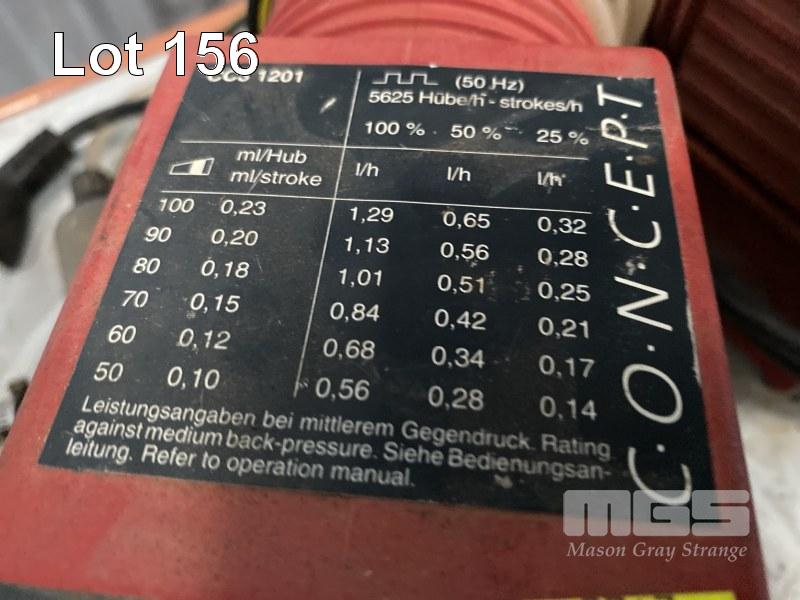 Lot 156
1201
(50 Hz)
5625 Hübe/h - strokes/h
100 % 50 % 25 %
ml/Hub
ml/stroke l/h l/h l/h
100 0,23 1,29 0,65 0,32
90 0,20 1,13 0,56 0,28
80 0,18 1,01 0,51 0,25
70 0,15 0,84 0,42 0,21
60 0,12 0,68 0,34 0,17
50 0,10 0,56 0,28 0,14
Leistungsangaben bei mittlerem Gegendruck. Rating
against medium back-pressure. Siehe Bedienungsan-
leitung. Refer to operation manual.
C·O·N·C·E·P·T
MGS
Mason Gray Strange